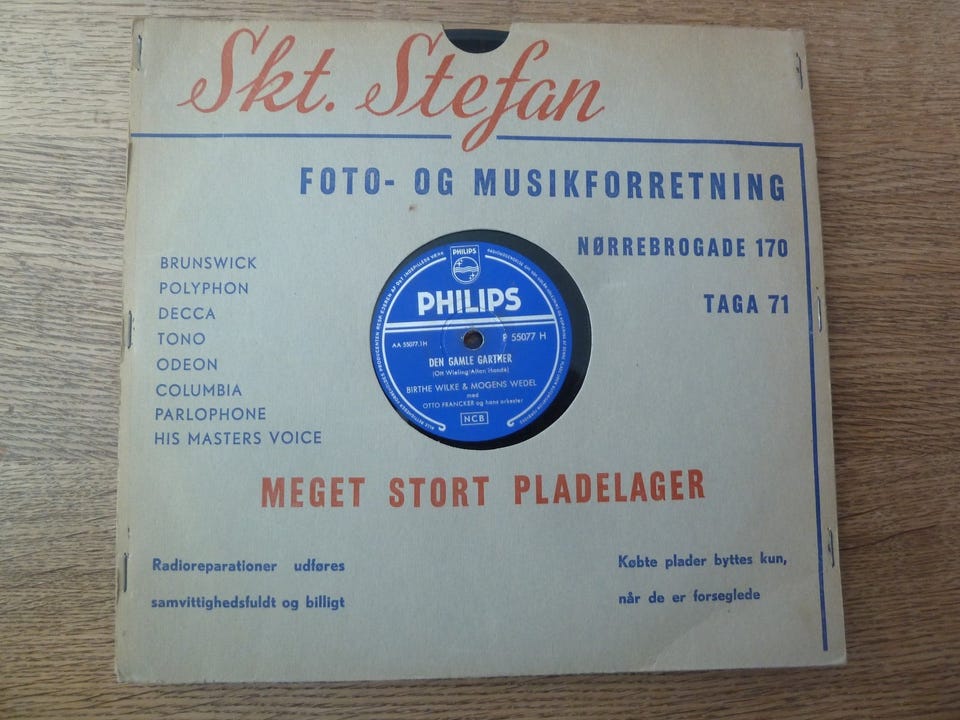 Skt. Stefan
FOTO- OG MUSIKFORRETNING
NØRREBROGADE 170
TAGA 71
BRUNSWICK
POLYPHON
DECCA
TONO
ODEON
COLUMBIA
PARLOPHONE
HIS MASTERS VOICE
PHILIPS
PHILIPS
AA 55077.1H
P 55077 H
DEN GAMLE GARTNER
BIRTHE WILKE & MOGENS WEDEL
med
OTTO FRANCKER og hans orkester
NCB
MEGET STORT PLADELAGER
Radioreparationer udføres
samvittighedsfuldt og billigt
Købte plader byttes kun,
når de er forseglede